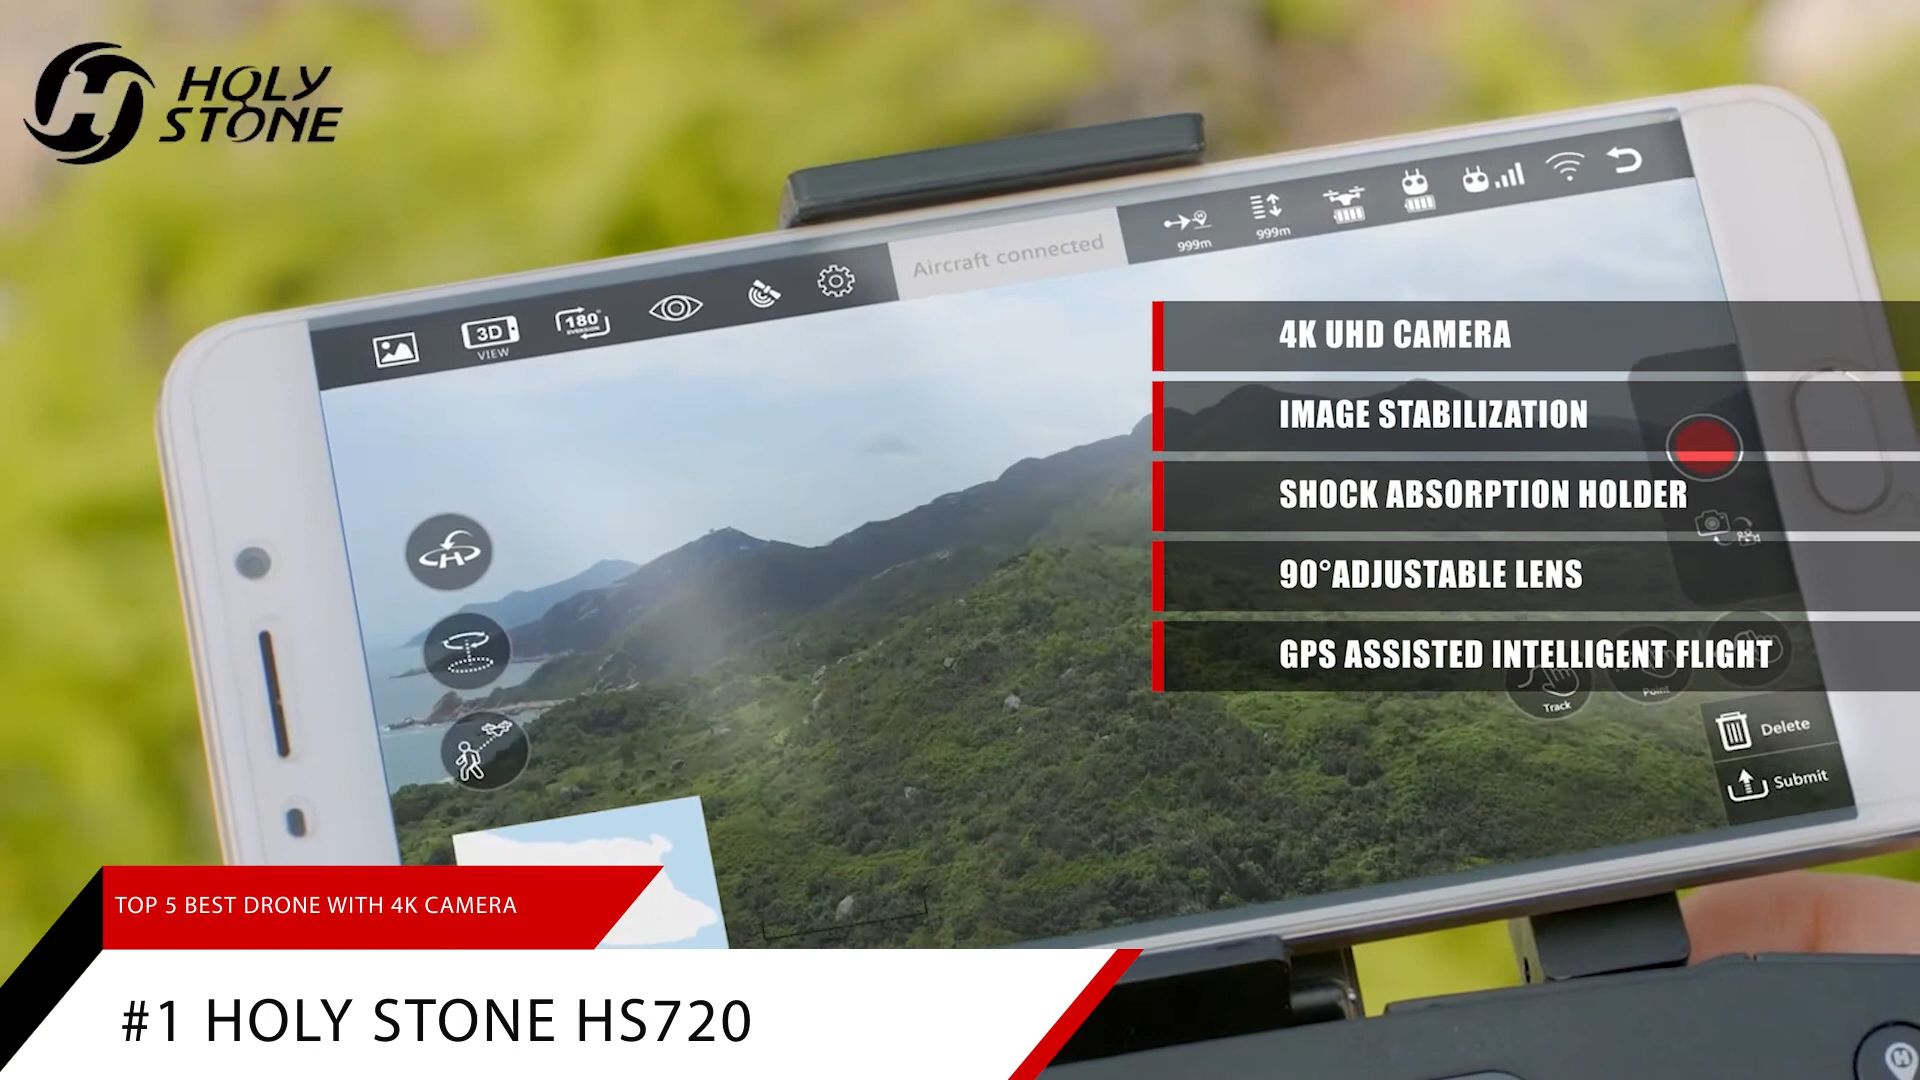 HOLY
STONE
Aircraft connected
999m
999m
3D
VIEW
180°
4K UHD CAMERA
IMAGE STABILIZATION
SHOCK ABSORPTION HOLDER
90°ADJUSTABLE LENS
GPS ASSISTED INTELLIGENT FLIGHT
Track
Point
Delete
Submit
TOP 5 BEST DRONE WITH 4K CAMERA
#1 HOLY STONE HS720